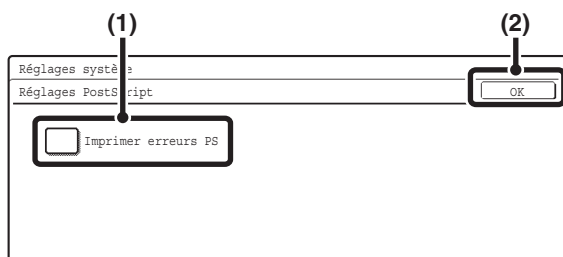 (1) (2)
Réglages système
Réglages PostScript OK
Imprimer erreurs PS